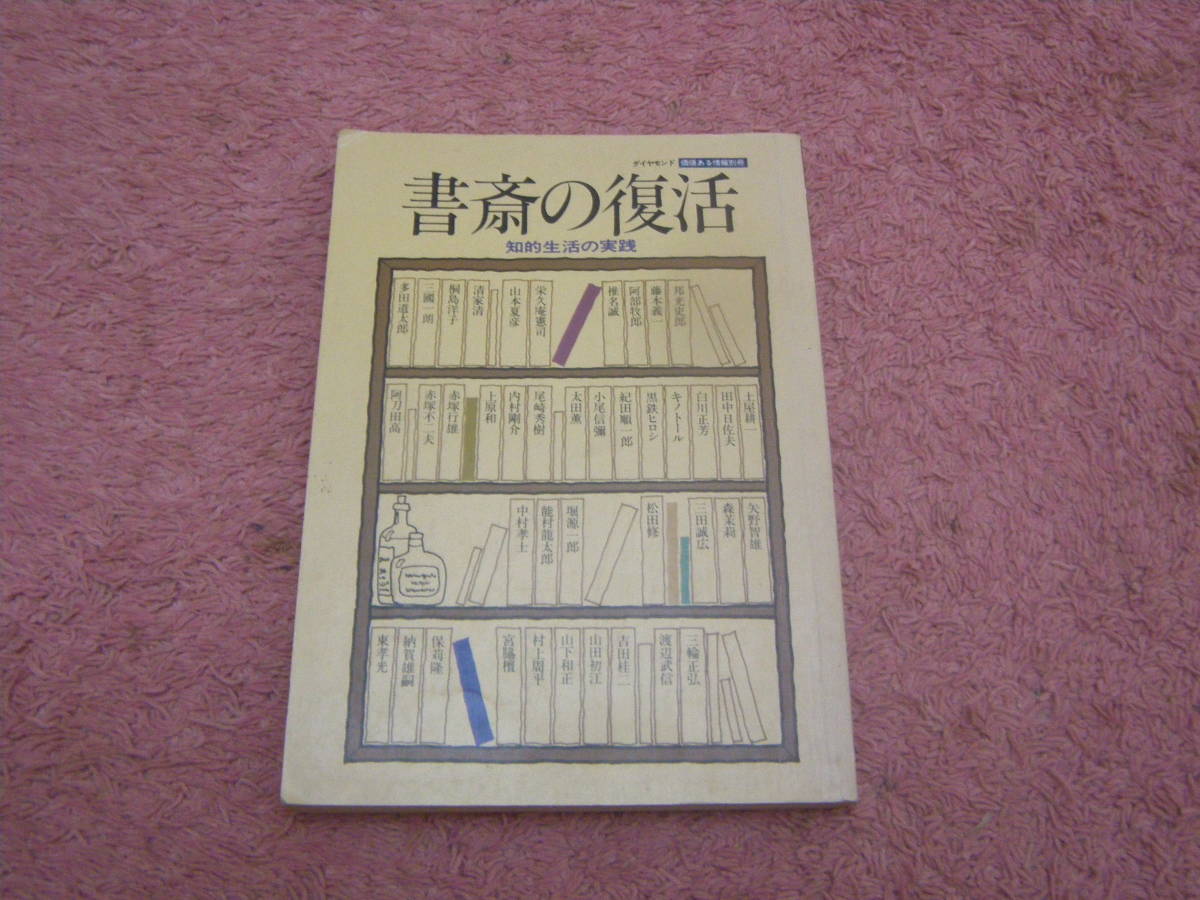 ダイヤモンド 価値ある情報別冊
書斎の復活
知的生活の実践
多田道太郎
三國一朗
桐島洋子
清家清
山本夏彦
栄久庵憲司
椎名誠
阿部牧郎
藤本義一
邦光史郎
阿刀田高
赤塚不二夫
赤塚行雄
上原和
内村剛介
尾崎秀樹
太田薫
小尾信彌
紀田順一郎
黒鉄ヒロシ
キノトール
白川正芳
田中日佐夫
土屋耕一
中村孝士
能村龍太郎
堀源一郎
松田修
三田誠広
森茉莉
矢野智雄
東孝光
納賀雄嗣
保苅隆
宮脇檀
村上周平
山下和正
山田初江
吉田桂二
渡辺武信
三輪正弘